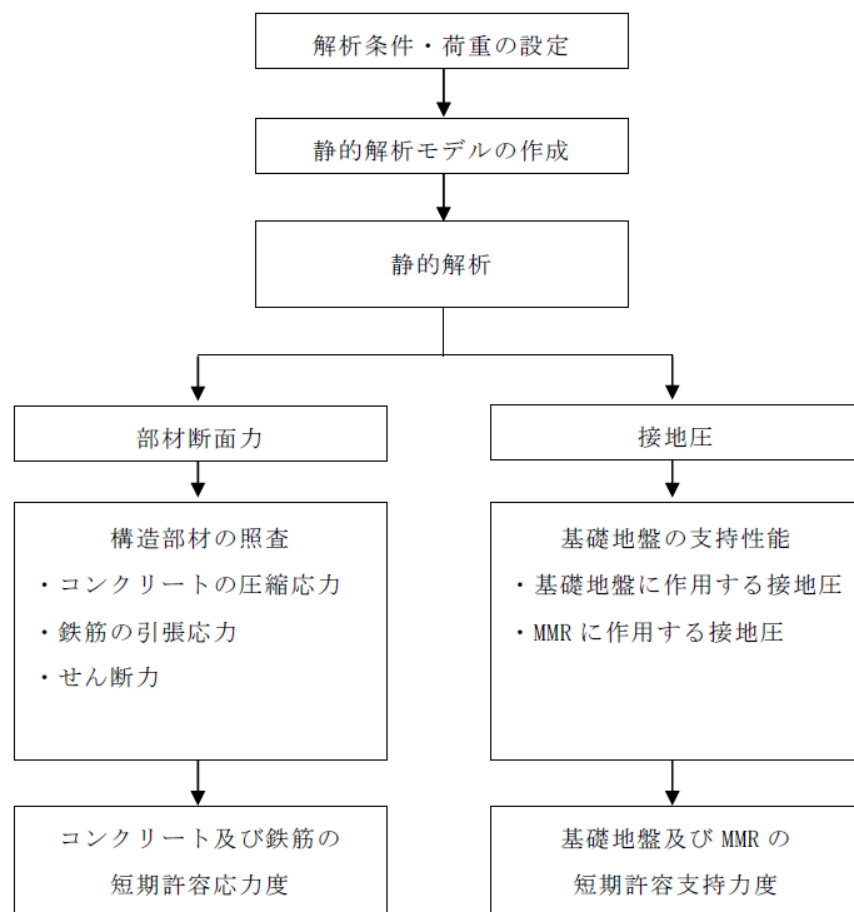 解析条件・荷重の設定
静的解析モデルの作成
静的解析
部材断面力
接地圧
構造部材の照査
・コンクリートの圧縮応力
・鉄筋の引張応力
・せん断力
基礎地盤の支持性能
・基礎地盤に作用する接地圧
・MMR に作用する接地圧
コンクリート及び鉄筋の
短期許容応力度
基礎地盤及び MMR の
短期許容支持力度